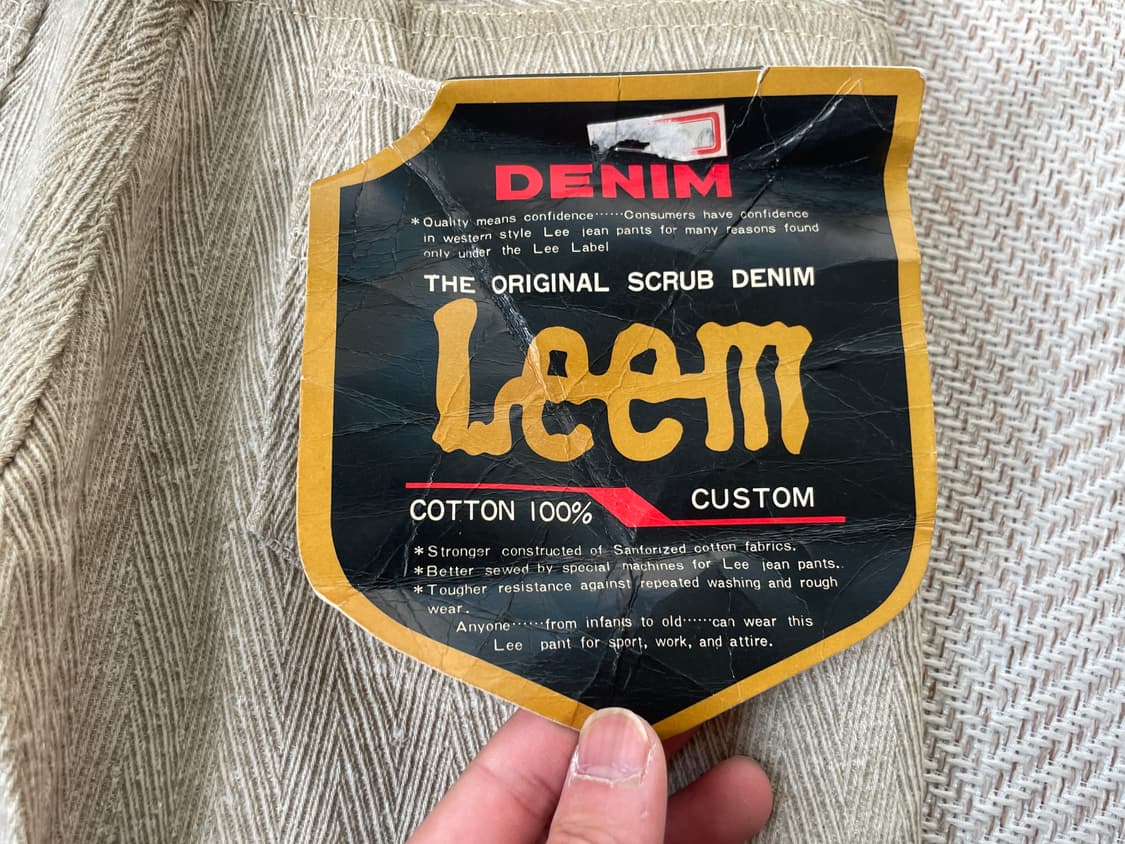 DENIM
*Quality means confidence······Consumers have confidence
in western style Lee jean pants for many reasons found
only under the Lee Label
THE ORIGINAL SCRUB DENIM
Leem
COTTON 100%
CUSTOM
*Stronger constructed of Sanforized cotton fabrics.
*Better sewed by special machines for Lee jean pants..
*Tougher resistance against repeated washing and rough
wear.
Anyone······from infants to old······can wear this
Lee pant for sport, work, and attire.